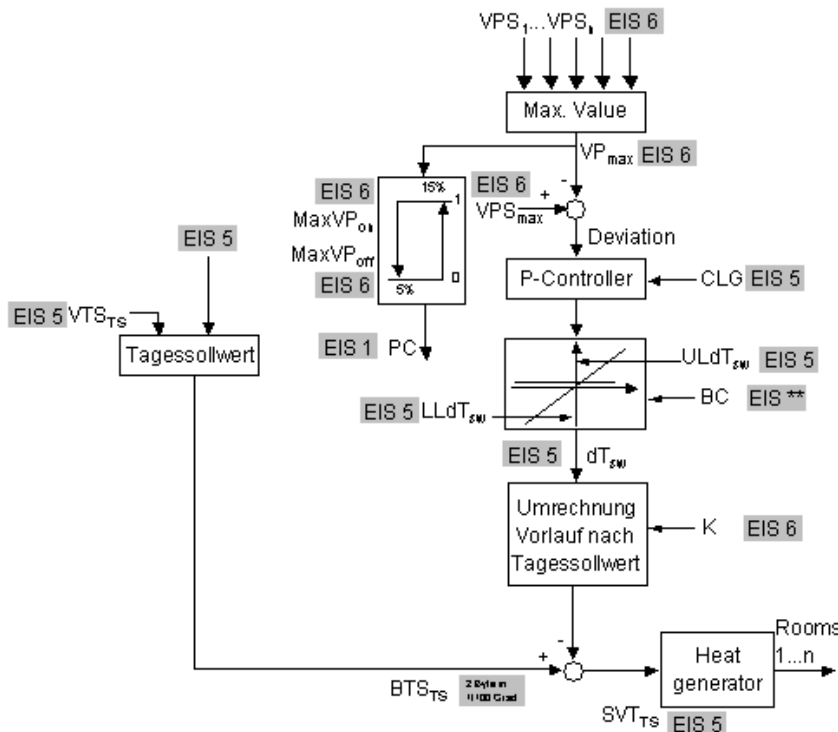 VPS1...VPSn EIS 6
Max. Value
VPmax EIS 6
EIS 6 15%
1
MaxVPon
MaxVPoff
0
EIS 6 5%
EIS 6
VPSmax + -
Deviation
EIS 5
P-Controller
CLG EIS 5
EIS 5 VTSTS
Tagessollwert
EIS 1 PC
ULdTsw EIS 5
BC EIS **
EIS 5 LLdTsw
EIS 5 dTsw
Umrechnung
Vorlauf nach
Tagessollwert
K EIS 6
+ -
BTSTS
1/100 Grad
Heat
generator
Rooms
1...n
SVTTS
EIS 5